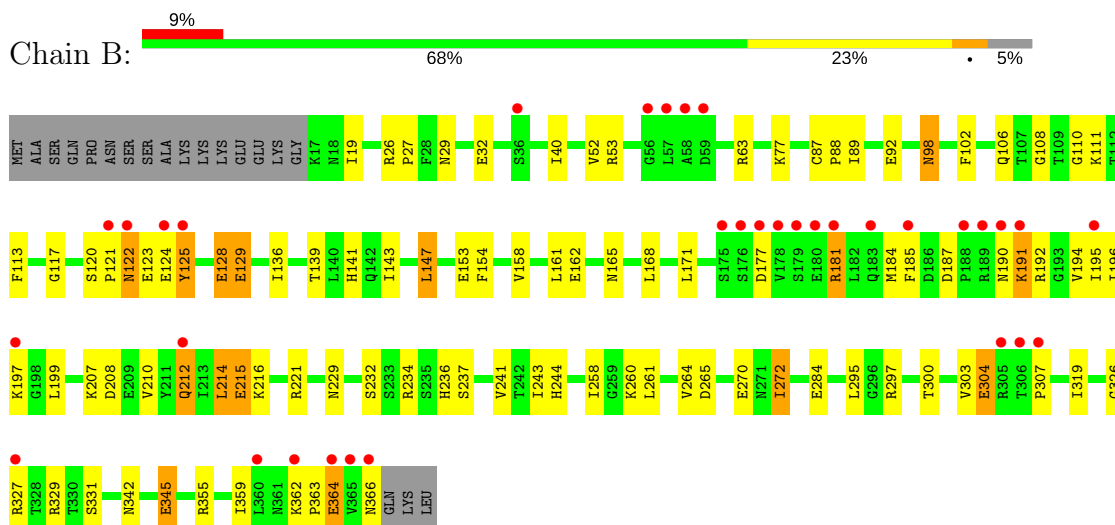 9%
Chain B:
68% 23% • 5%
MET ALA SER GLN PRO ASN SER SER ALA LYS LYS LYS GLU GLU LYS GLY K17 N18 I19 R26 P27 F28 N29 E32 S36 I40 V52 R53 G56 L57 A58 D59 R63 K77 C87 P88 I89 E92 N98 F102 Q106 T107 G108 T109 G110 K111 T112
F113 G117 S120 P121 N122 E123 E124 Y125 E128 E129 I136 T139 L140 H141 Q142 I143 L147 E153 F154 V158 L161 E162 N165 L168 L171 S175 S176 D177 V178 S179 E180 R181 L182 Q183 M184 F185 D186 D187 P188 R189 N190 K191 R192 G193 V194 I195 I196
K197 G198 L199 K207 D208 E209 V210 Y211 Q212 I213 L214 E215 K216 R221 N229 S232 S233 R234 S235 H236 S237 V241 T242 I243 H244 I258 G259 K260 L261 V264 D265 E270 N271 I272 E284 L295 G296 R297 T300 V303 E304 R305 T306 P307 I319 G326
R327 T328 R329 T330 S331 N342 E345 R355 I359 L360 N361 K362 P363 E364 V365 N366 GLN LYS LEU